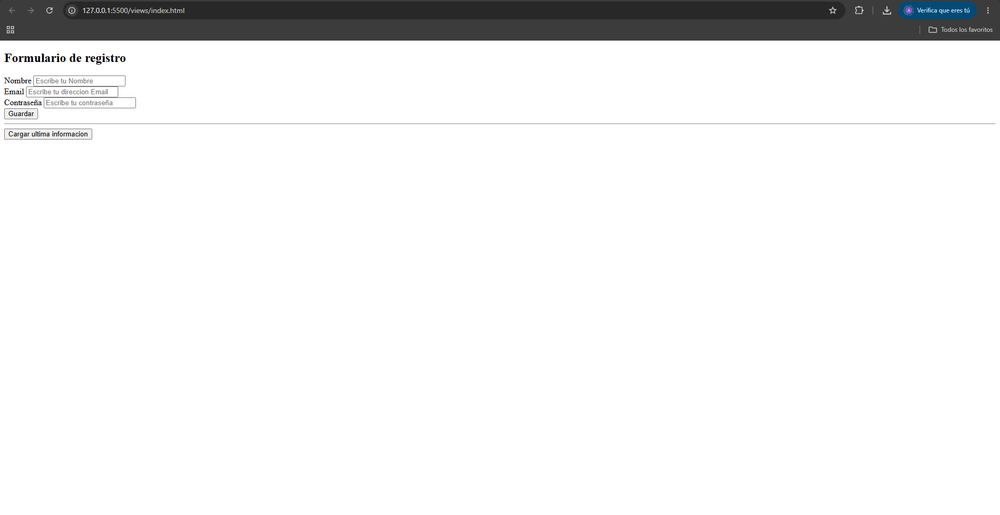 127.0.0.1:5500/views/index.html
A Verifica que eres tú
Todos los favoritos
Formulario de registro
Nombre Escribe tu Nombre
Email Escribe tu direccion Email
Contraseña Escribe tu contraseña
Guardar
Cargar ultima informacion